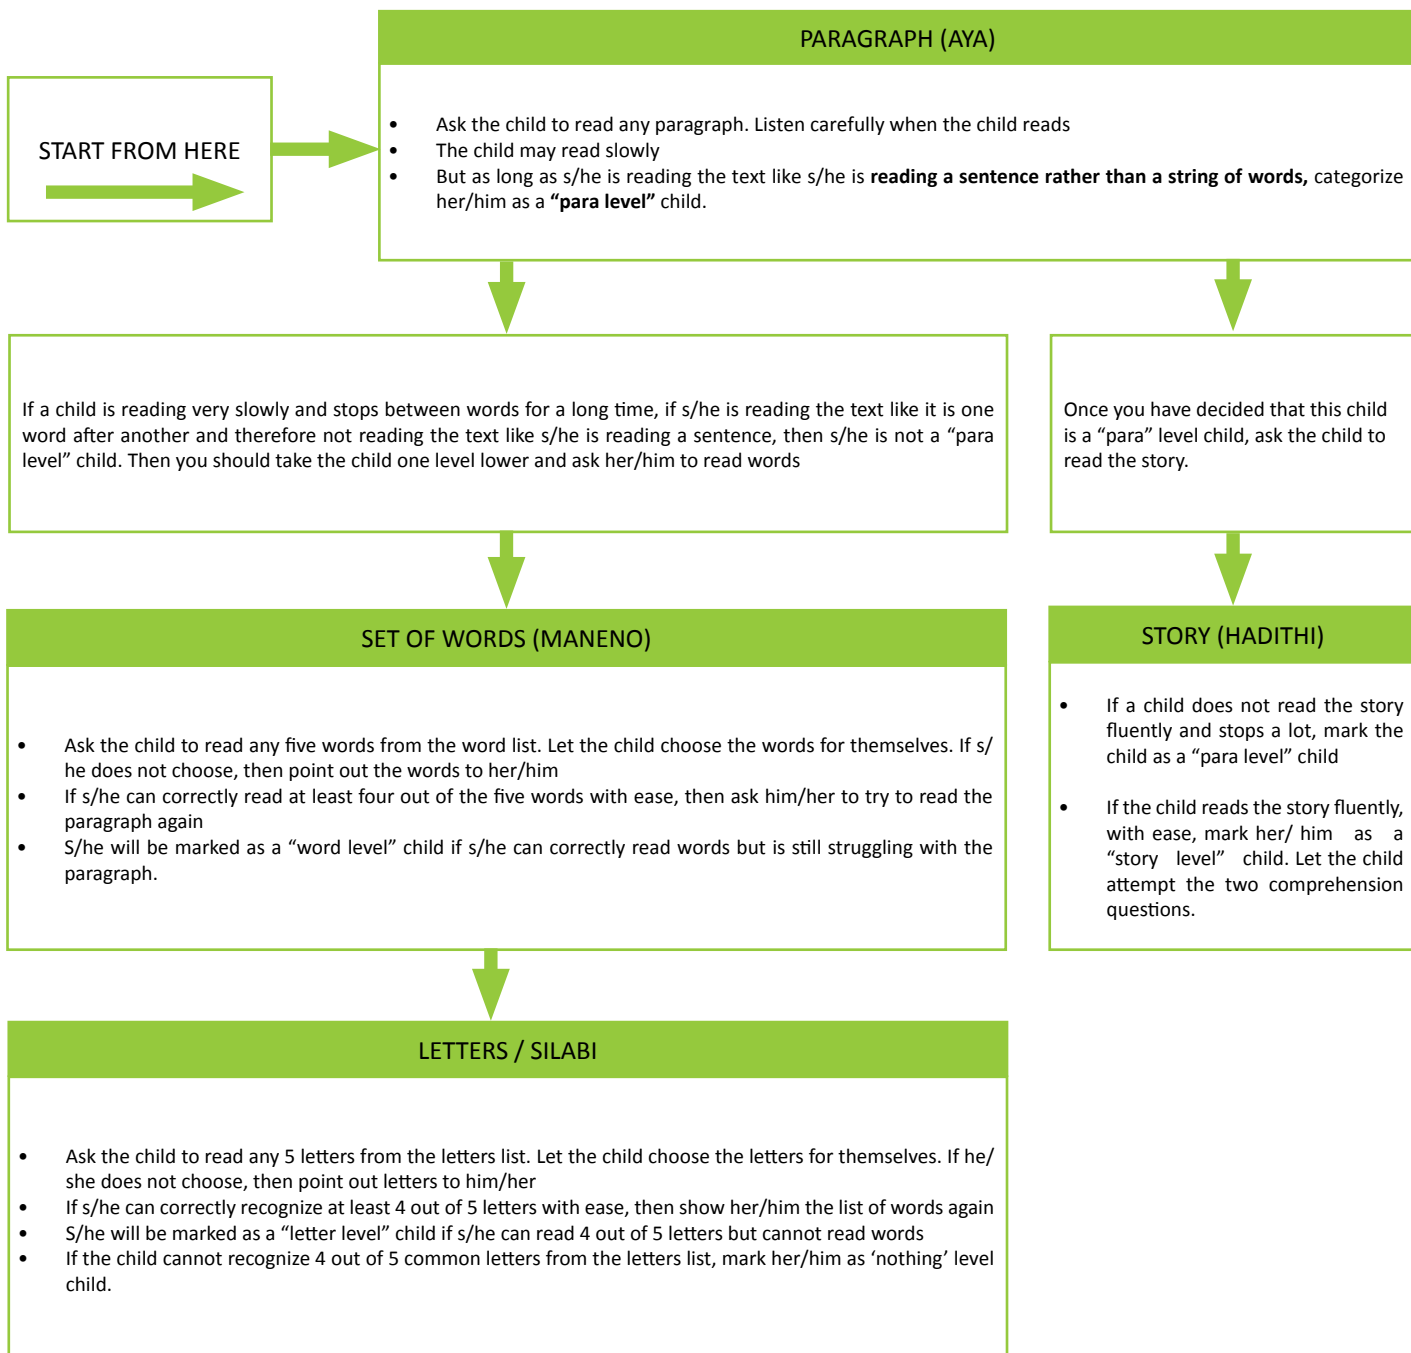 PARAGRAPH (AYA)
START FROM HERE
• Ask the child to read any paragraph. Listen carefully when the child reads
• The child may read slowly
• But as long as s/he is reading the text like s/he is reading a sentence rather than a string of words, categorize
her/him as a “para level” child.
If a child is reading very slowly and stops between words for a long time, if s/he is reading the text like it is one
word after another and therefore not reading the text like s/he is reading a sentence, then s/he is not a “para
level” child. Then you should take the child one level lower and ask her/him to read words
Once you have decided that this child
is a “para” level child, ask the child to
read the story.
SET OF WORDS (MANENO)
• Ask the child to read any five words from the word list. Let the child choose the words for themselves. If s/
he does not choose, then point out the words to her/him
• If s/he can correctly read at least four out of the five words with ease, then ask him/her to try to read the
paragraph again
• S/he will be marked as a “word level” child if s/he can correctly read words but is still struggling with the
paragraph.
STORY (HADITHI)
• If a child does not read the story
fluently and stops a lot, mark the
child as a “para level” child
• If the child reads the story fluently,
with ease, mark her/ him as a
“story level” child. Let the child
attempt the two comprehension
questions.
LETTERS / SILABI
• Ask the child to read any 5 letters from the letters list. Let the child choose the letters for themselves. If he/
she does not choose, then point out letters to him/her
• If s/he can correctly recognize at least 4 out of 5 letters with ease, then show her/him the list of words again
• S/he will be marked as a “letter level” child if s/he can read 4 out of 5 letters but cannot read words
• If the child cannot recognize 4 out of 5 common letters from the letters list, mark her/him as ‘nothing’ level
child.